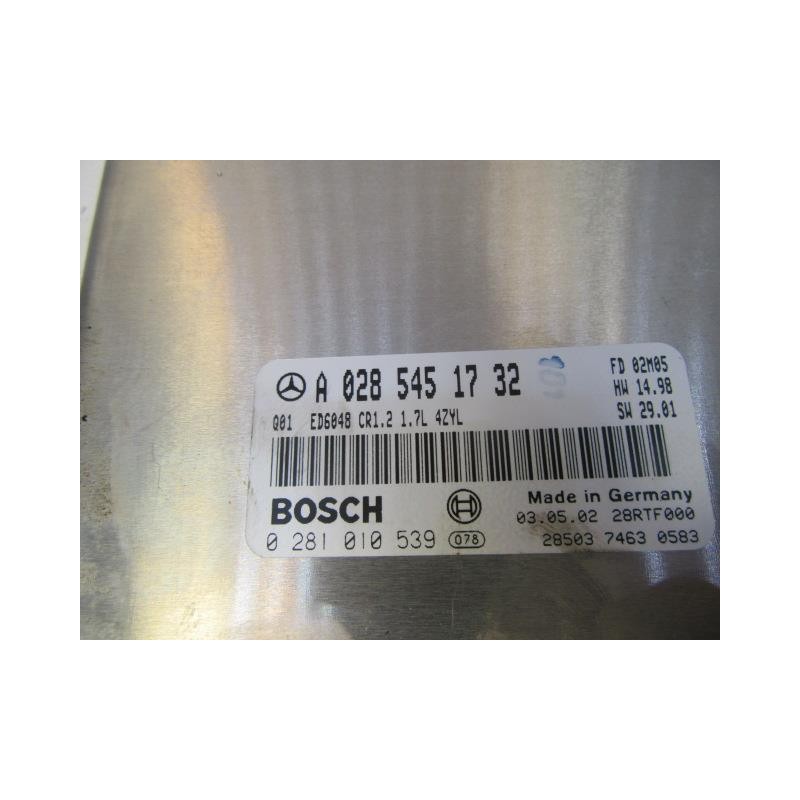 A 028 545 17 32
FD 02M05
HW 14.98
SW 29.01
Q01 ED6048 CR1.2 1.7L 4ZYL
BOSCH
Made in Germany
03.05.02 28RTF000
0 281 010 539 078
28503 7463 0583